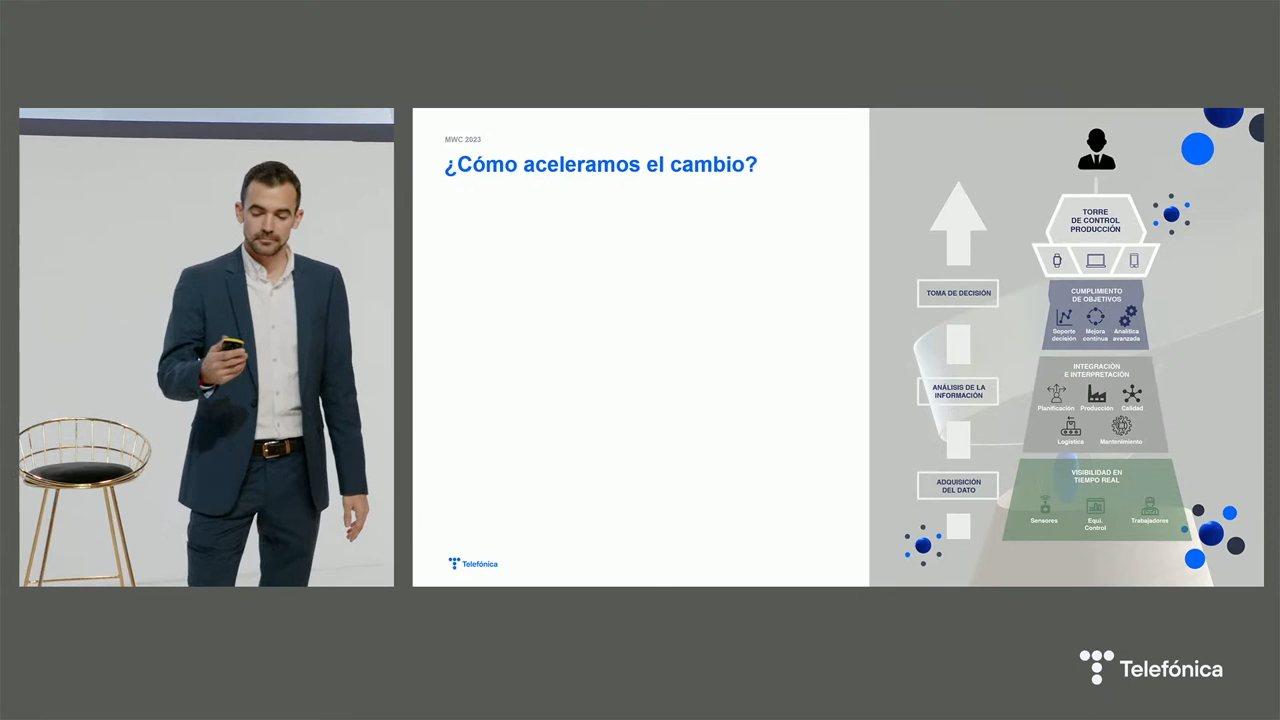 MWC 2023
¿Cómo aceleramos el cambio?
Telefónica
TOMA DE DECISIÓN
ANÁLISIS DE LA
INFORMACIÓN
ADQUISICIÓN
DEL DATO
TORRE
DE CONTROL
PRODUCCIÓN
CUMPLIMIENTO
DE OBJETIVOS
Soporte decisión
Mejora continua
Analítica avanzada
INTEGRACIÓN
E INTERPRETACIÓN
Planificación Producción Calidad
Logística Mantenimiento
VISIBILIDAD EN
TIEMPO REAL
Sensores
Equi. Control
Trabajadores
Telefónica